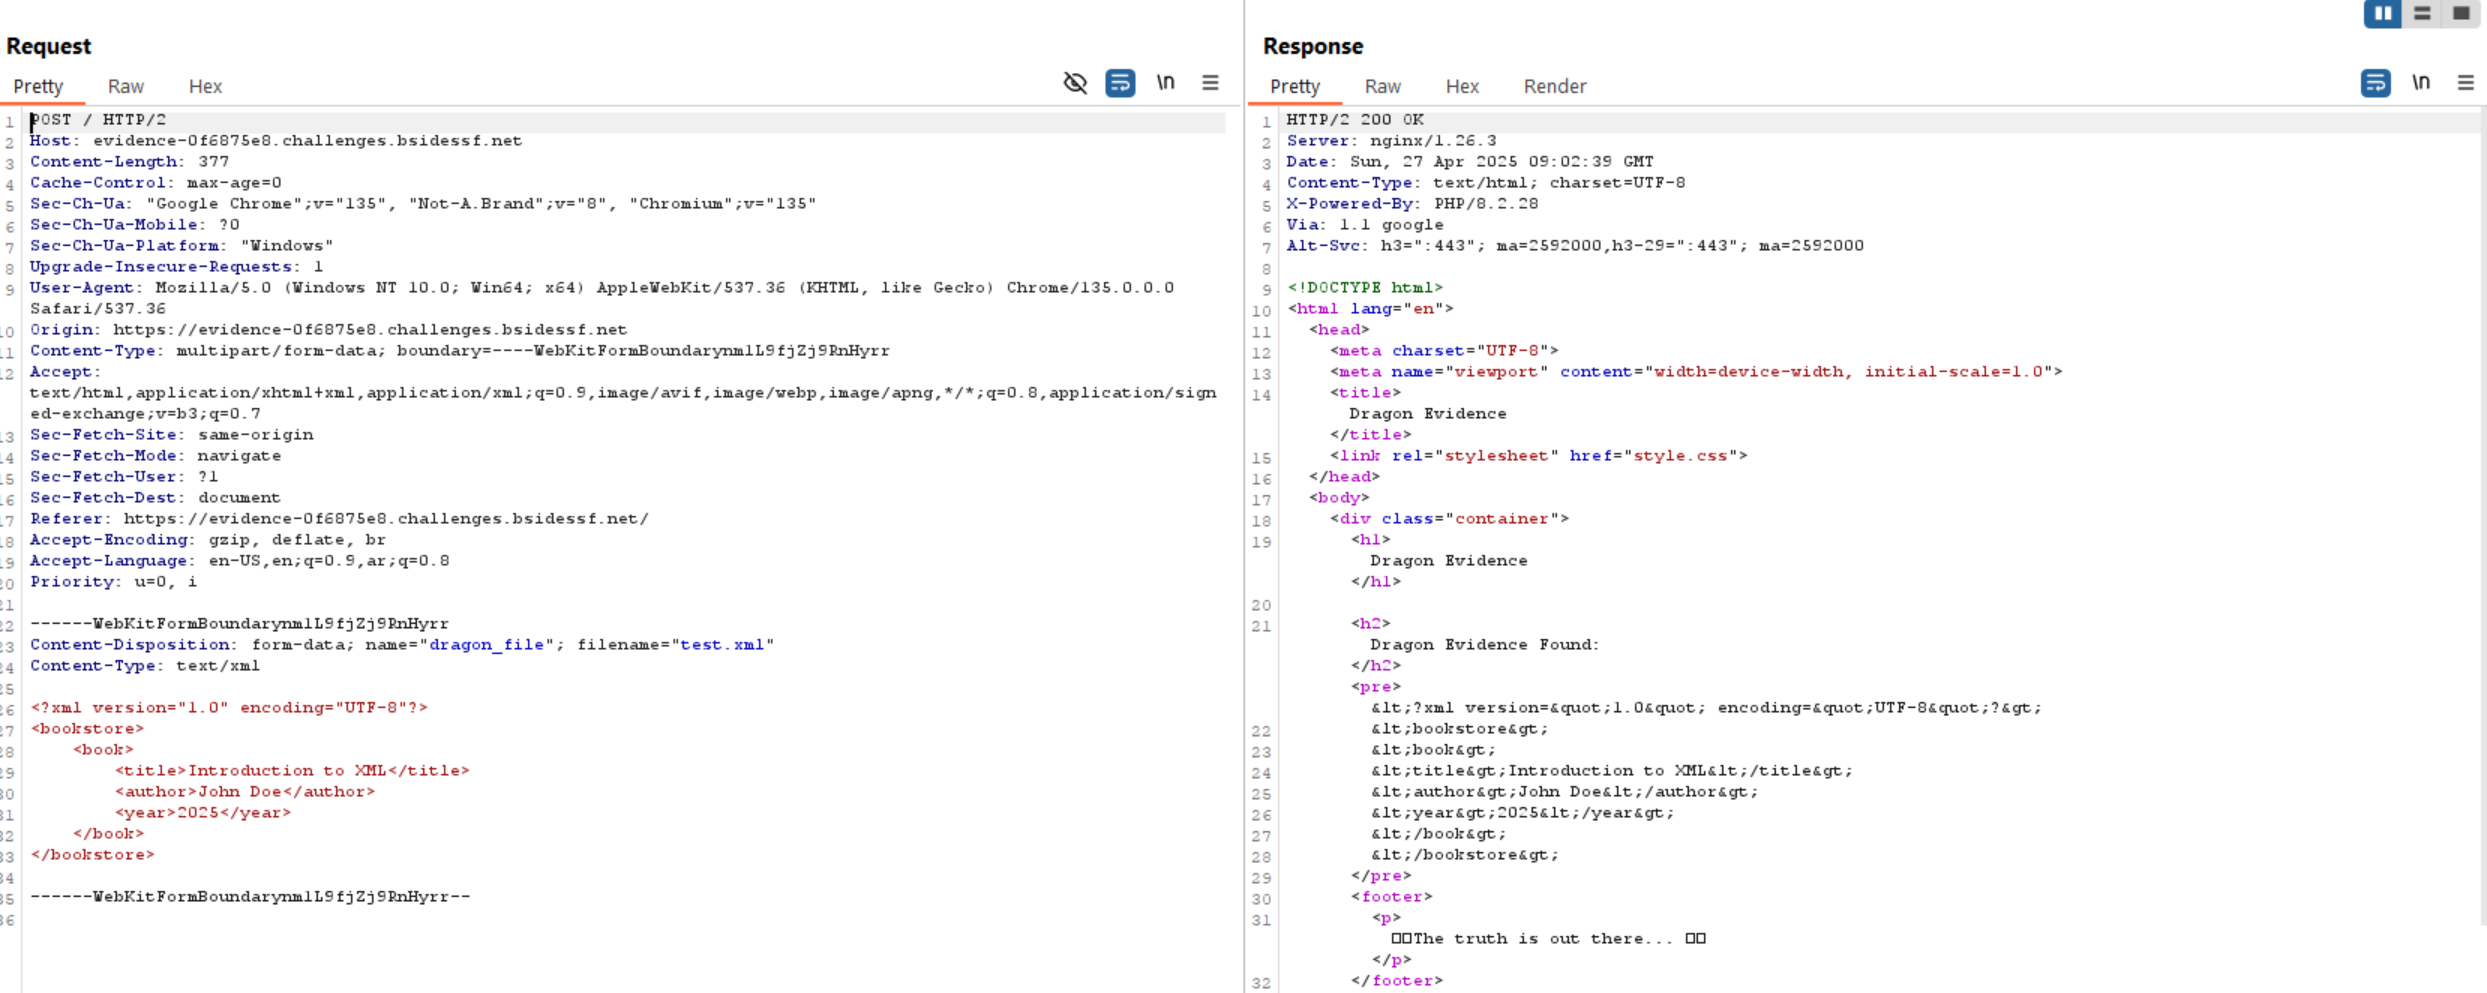 Request
Pretty Raw Hex
\n
1 POST / HTTP/2
2 Host: evidence-0f6875e8.challenges.bsidessf.net
3 Content-Length: 377
4 Cache-Control: max-age=0
5 Sec-Ch-Ua: "Google Chrome";v="135", "Not-A.Brand";v="8", "Chromium";v="135"
6 Sec-Ch-Ua-Mobile: ?0
7 Sec-Ch-Ua-Platform: "Windows"
8 Upgrade-Insecure-Requests: 1
9 User-Agent: Mozilla/5.0 (Windows NT 10.0; Win64; x64) AppleWebKit/537.36 (KHTML, like Gecko) Chrome/135.0.0.0
Safari/537.36
10 Origin: https://evidence-0f6875e8.challenges.bsidessf.net
11 Content-Type: multipart/form-data; boundary=----WebKitFormBoundarynm1L9fjZj9RnHyrr
12 Accept:
text/html,application/xhtml+xml,application/xml;q=0.9,image/avif,image/webp,image/apng,*/*;q=0.8,application/sign
ed-exchange;v=b3;q=0.7
13 Sec-Fetch-Site: same-origin
14 Sec-Fetch-Mode: navigate
15 Sec-Fetch-User: ?1
16 Sec-Fetch-Dest: document
17 Referer: https://evidence-0f6875e8.challenges.bsidessf.net/
18 Accept-Encoding: gzip, deflate, br
19 Accept-Language: en-US,en;q=0.9,ar;q=0.8
20 Priority: u=0, i
21
22 ------WebKitFormBoundarynm1L9fjZj9RnHyrr
23 Content-Disposition: form-data; name="dragon_file"; filename="test.xml"
24 Content-Type: text/xml
25
26 <?xml version="1.0" encoding="UTF-8"?>
27 <bookstore>
28 <book>
29 <title>Introduction to XML</title>
30 <author>John Doe</author>
31 <year>2025</year>
32 </book>
33 </bookstore>
34
35 ------WebKitFormBoundarynm1L9fjZj9RnHyrr--
36
Response
Pretty Raw Hex Render
\n
1 HTTP/2 200 OK
2 Server: nginx/1.26.3
3 Date: Sun, 27 Apr 2025 09:02:39 GMT
4 Content-Type: text/html; charset=UTF-8
5 X-Powered-By: PHP/8.2.28
6 Via: 1.1 google
7 Alt-Svc: h3=":443"; ma=2592000,h3-29=":443"; ma=2592000
8
9 <!DOCTYPE html>
10 <html lang="en">
11 <head>
12 <meta charset="UTF-8">
13 <meta name="viewport" content="width=device-width, initial-scale=1.0">
14 <title>
Dragon Evidence
</title>
15 <link rel="stylesheet" href="style.css">
16 </head>
17 <body>
18 <div class="container">
19 <h1>
Dragon Evidence
</h1>
20
21 <h2>
Dragon Evidence Found:
</h2>
<pre>
&lt;?xml version=&quot;1.0&quot; encoding=&quot;UTF-8&quot;?&gt;
22 &lt;bookstore&gt;
23 &lt;book&gt;
24 &lt;title&gt;Introduction to XML&lt;/title&gt;
25 &lt;author&gt;John Doe&lt;/author&gt;
26 &lt;year&gt;2025&lt;/year&gt;
27 &lt;/book&gt;
28 &lt;/bookstore&gt;
29 </pre>
30 <footer>
31 <p>
□□The truth is out there... □□
</p>
32 </footer>